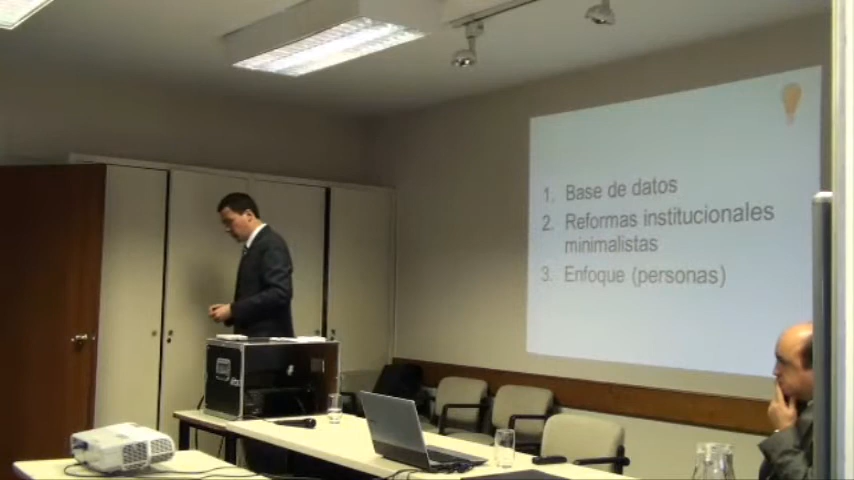 1. Base de datos
2. Reformas institucionales
minimalistas
3. Enfoque (personas)